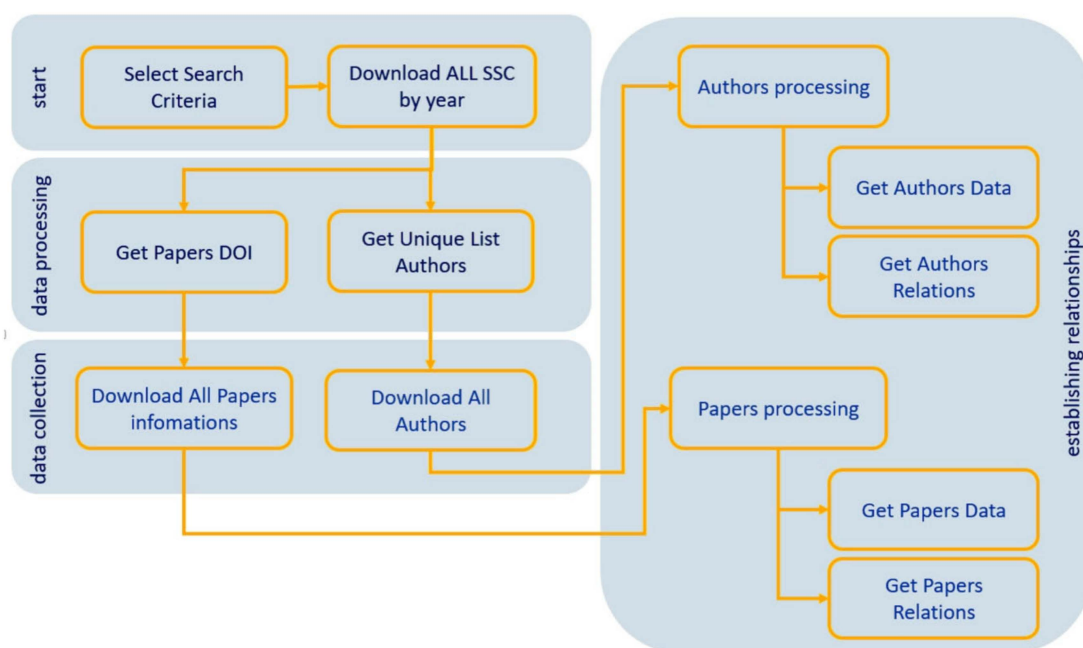 start
Select Search
Criteria
Download ALL SSC
by year
data processing
Get Papers DOI
Get Unique List
Authors
data collection
Download All Papers
infomations
Download All
Authors
establishing relationships
Authors processing
Get Authors Data
Get Authors
Relations
Papers processing
Get Papers Data
Get Papers
Relations
)